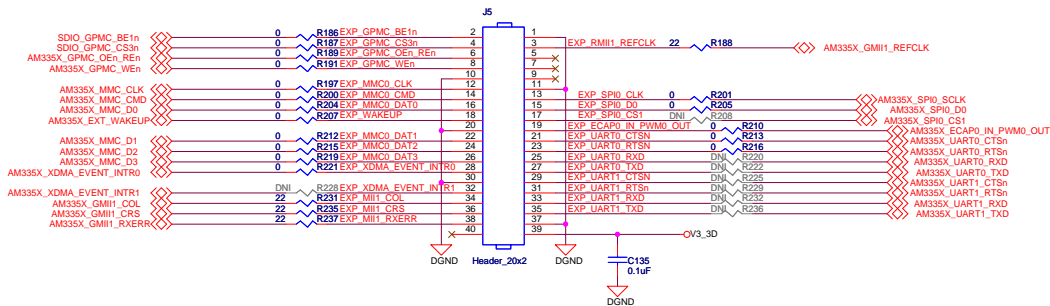 J5
SDIO_GPMC_BE1n 0 R186 EXP_GPMC_BE1n 2 1
SDIO_GPMC_CS3n 0 R187 EXP_GPMC_CS3n 4 3 EXP_RMII1_REFCLK 22 R188 AM335X_GMII1_REFCLK
AM335X_GPMC_OEn_REn 0 R189 EXP_GPMC_OEn_REn 6 5
AM335X_GPMC_WEn 0 R191 EXP_GPMC_WEn 8 7
10 9
AM335X_MMC_CLK 0 R197 EXP_MMC0_CLK 12 11
AM335X_MMC_CMD 0 R200 EXP_MMC0_CMD 14 13 EXP_SPI0_CLK 0 R201 AM335X_SPI0_SCLK
AM335X_MMC_D0 0 R204 EXP_MMC0_DAT0 16 15 EXP_SPI0_D0 0 R205 AM335X_SPI0_D0
AM335X_EXT_WAKEUP 0 R207 EXP_WAKEUP 18 17 EXP_SPI0_CS1 DNI R208 AM335X_SPI0_CS1
20 19 EXP_ECAP0_IN_PWM0_OUT 0 R210 AM335X_ECAP0_IN_PWM0_OUT
AM335X_MMC_D1 0 R212 EXP_MMC0_DAT1 22 21 EXP_UART0_CTSN 0 R213 AM335X_UART0_CTSn
AM335X_MMC_D2 0 R215 EXP_MMC0_DAT2 24 23 EXP_UART0_RTSN 0 R216 AM335X_UART0_RTSn
AM335X_MMC_D3 0 R219 EXP_MMC0_DAT3 26 25 EXP_UART0_RXD DNI R220 AM335X_UART0_RXD
AM335X_XDMA_EVENT_INTR0 0 R221 EXP_XDMA_EVENT_INTR0 28 27 EXP_UART0_TXD DNI R222 AM335X_UART0_TXD
30 29 EXP_UART1_CTSN DNI R225 AM335X_UART1_CTSn
AM335X_XDMA_EVENT_INTR1 DNI R228 EXP_XDMA_EVENT_INTR1 32 31 EXP_UART1_RTSn DNI R229 AM335X_UART1_RTSn
AM335X_GMII1_COL 22 R231 EXP_MII1_COL 34 33 EXP_UART1_RXD DNI R232 AM335X_UART1_RXD
AM335X_GMII1_CRS 22 R235 EXP_MII1_CRS 36 35 EXP_UART1_TXD DNI R236 AM335X_UART1_TXD
AM335X_GMII1_RXERR 22 R237 EXP_MII1_RXERR 38 37
40 39 V3_3D
DGND Header_20x2 DGND
C135
0.1uF
DGND